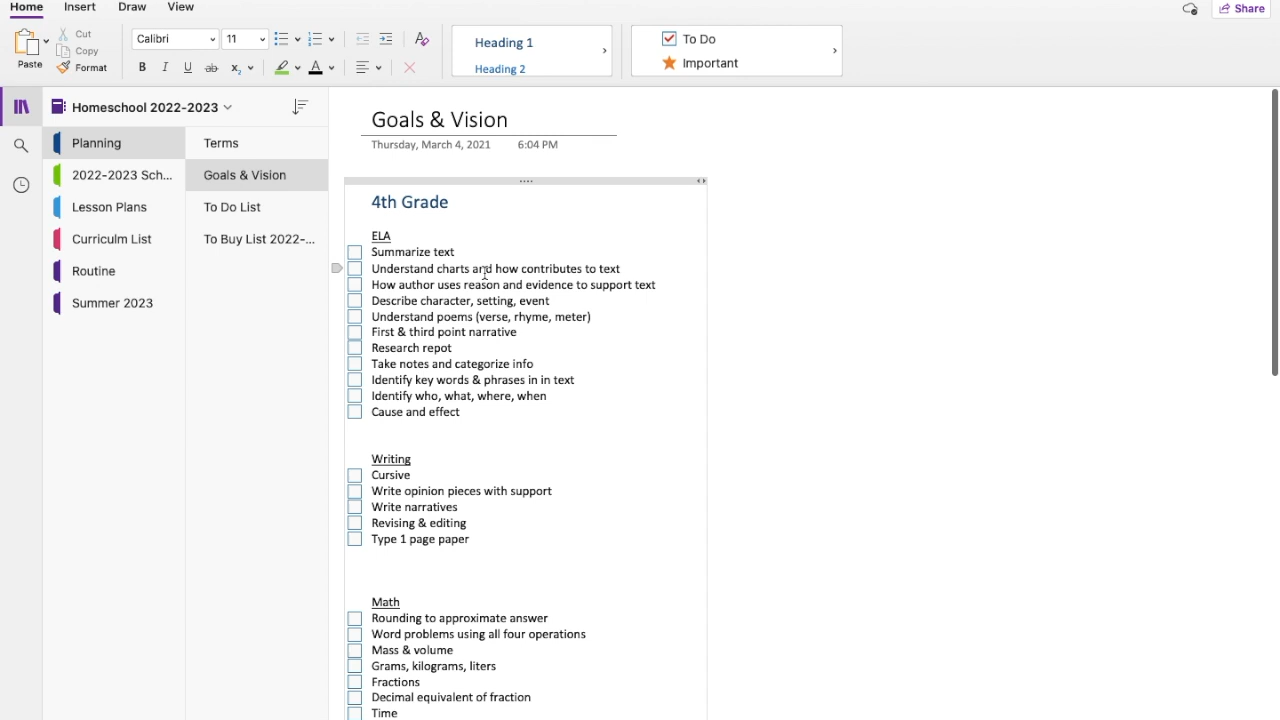 Home Insert Draw View
Share
Paste
Cut
Copy
Format
Calibri 11
B I U ab x₂ A
Heading 1
Heading 2
To Do
Important
Homeschool 2022-2023
Planning
2022-2023 Sch...
Lesson Plans
Curriculm List
Routine
Summer 2023
Terms
Goals & Vision
To Do List
To Buy List 2022-...
Goals & Vision
Thursday, March 4, 2021 6:04 PM
4th Grade
ELA
Summarize text
Understand charts and how contributes to text
How author uses reason and evidence to support text
Describe character, setting, event
Understand poems (verse, rhyme, meter)
First & third point narrative
Research repot
Take notes and categorize info
Identify key words & phrases in in text
Identify who, what, where, when
Cause and effect
Writing
Cursive
Write opinion pieces with support
Write narratives
Revising & editing
Type 1 page paper
Math
Rounding to approximate answer
Word problems using all four operations
Mass & volume
Grams, kilograms, liters
Fractions
Decimal equivalent of fraction
Time